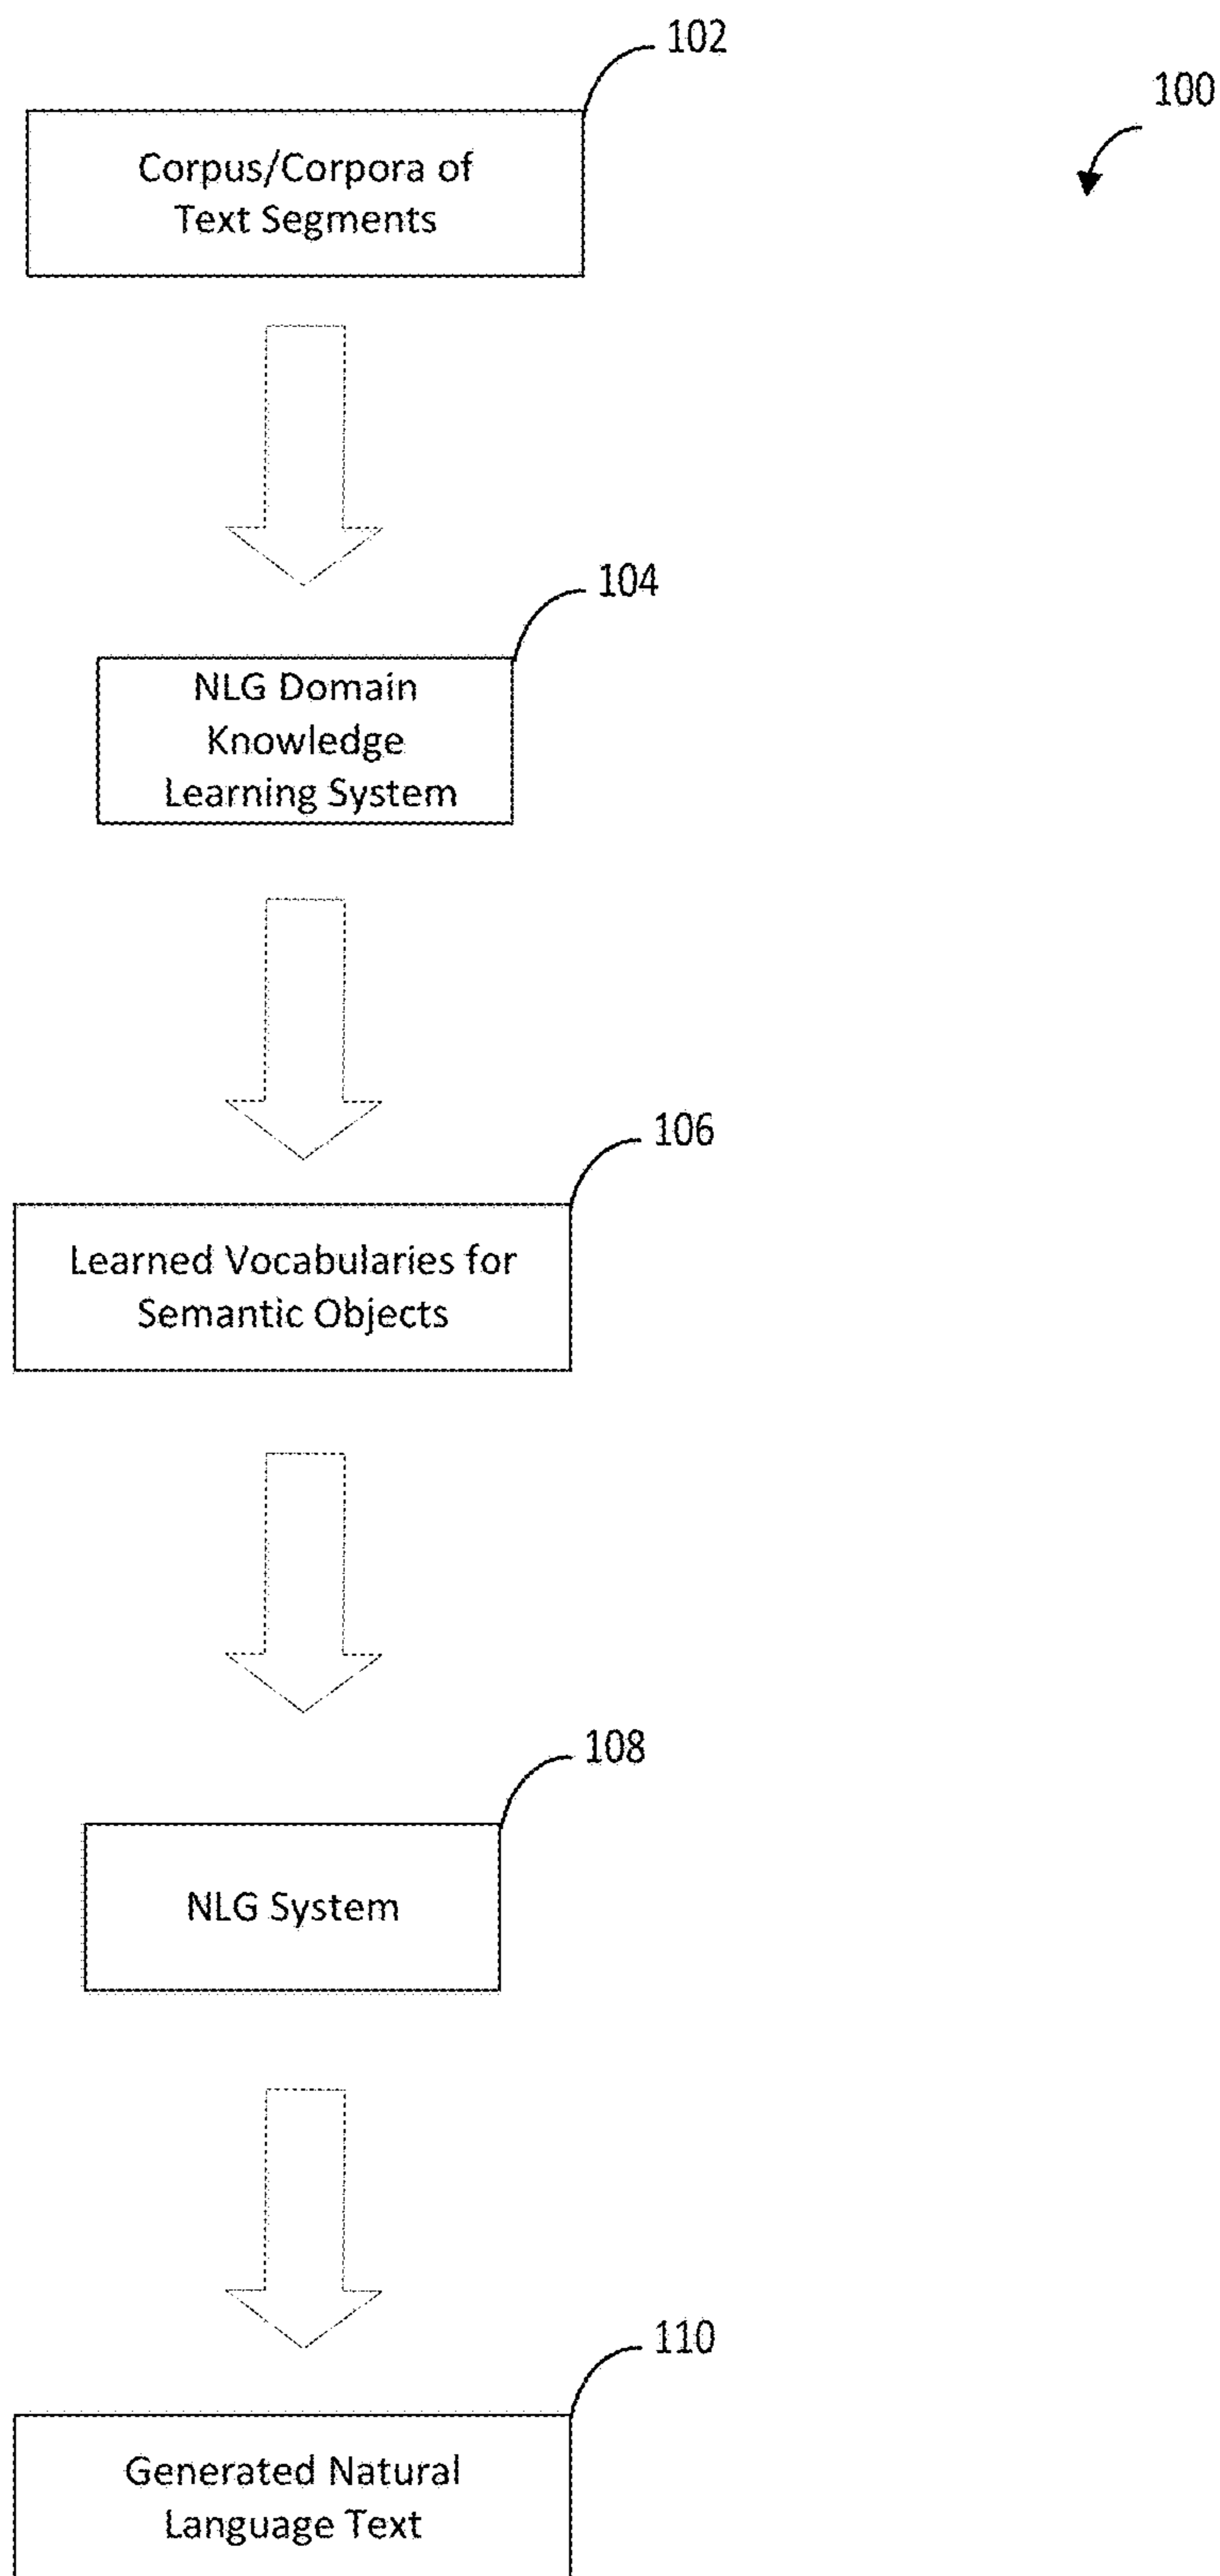 102
100
Corpus/Corpora of
Text Segments
104
NLG Domain
Knowledge
Learning System
106
Learned Vocabularies for
Semantic Objects
108
NLG System
110
Generated Natural
Language Text